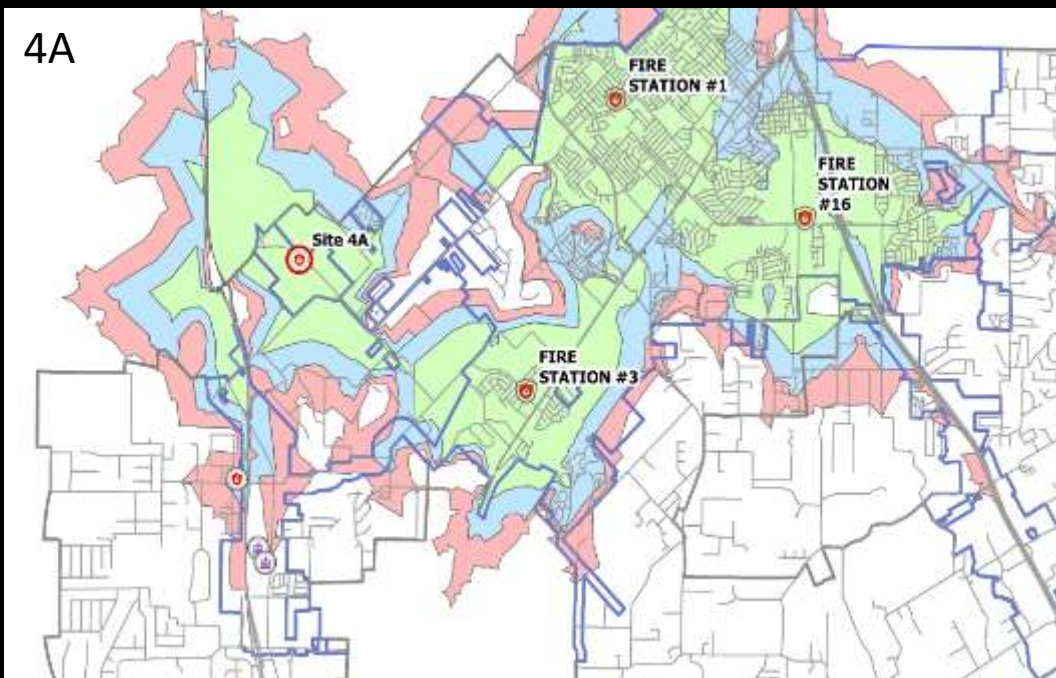 4A
FIRE
STATION #1
FIRE
STATION
#16
Site 4A
FIRE
STATION #3